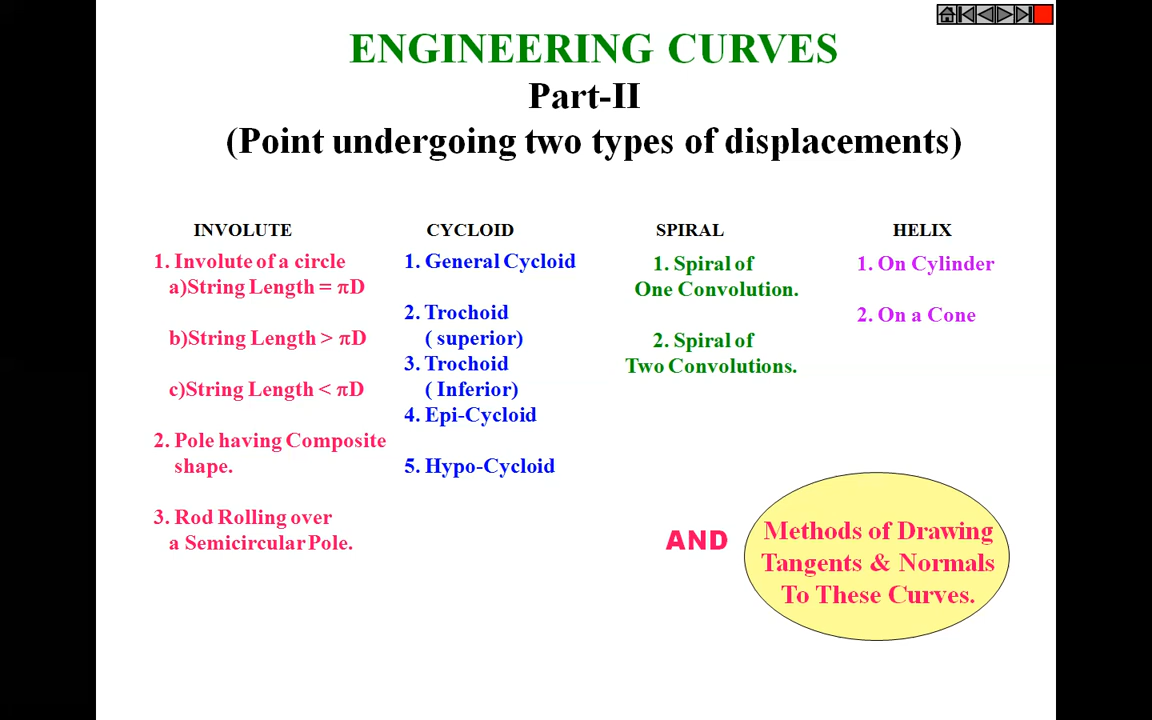 ENGINEERING CURVES
Part-II
(Point undergoing two types of displacements)
INVOLUTE
1. Involute of a circle
a)String Length = πD
b)String Length > πD
c)String Length < πD
2. Pole having Composite
shape.
3. Rod Rolling over
a Semicircular Pole.
CYCLOID
1. General Cycloid
2. Trochoid
( superior)
3. Trochoid
( Inferior)
4. Epi-Cycloid
5. Hypo-Cycloid
SPIRAL
1. Spiral of
One Convolution.
2. Spiral of
Two Convolutions.
HELIX
1. On Cylinder
2. On a Cone
AND
Methods of Drawing
Tangents & Normals
To These Curves.